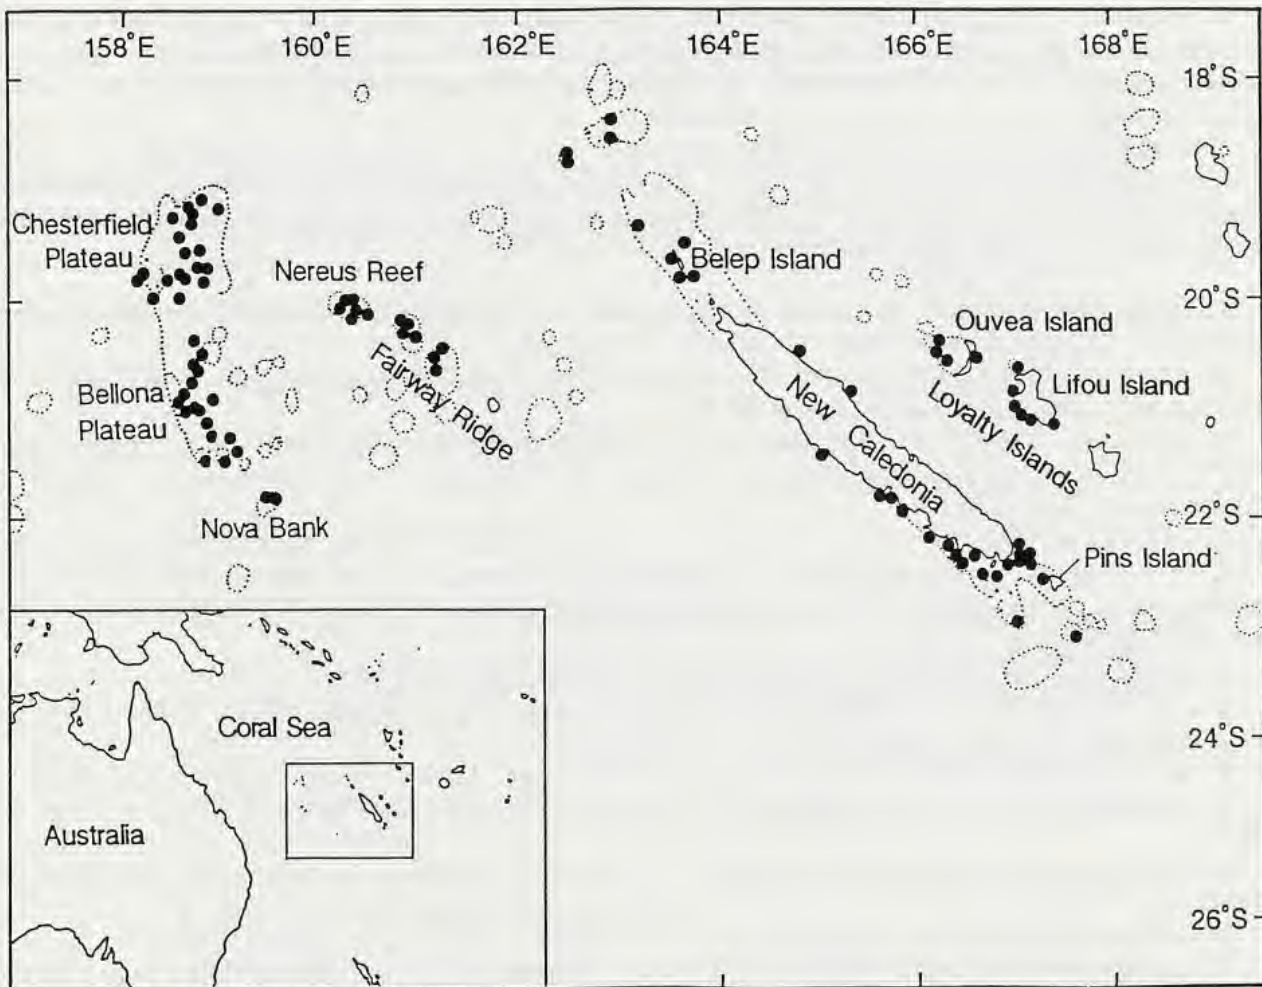 158°E 160°E 162°E 164°E 166°E 168°E
18°S
Chesterfield
Plateau
Nereus Reef
Belep Island
20°S
Ouvea Island
Fairway Ridge
Lifou Island
Bellona
Plateau
New Caledonia
Loyalty Islands
22°S
Nova Bank
Pins Island
Coral Sea
24°S
Australia
26°S